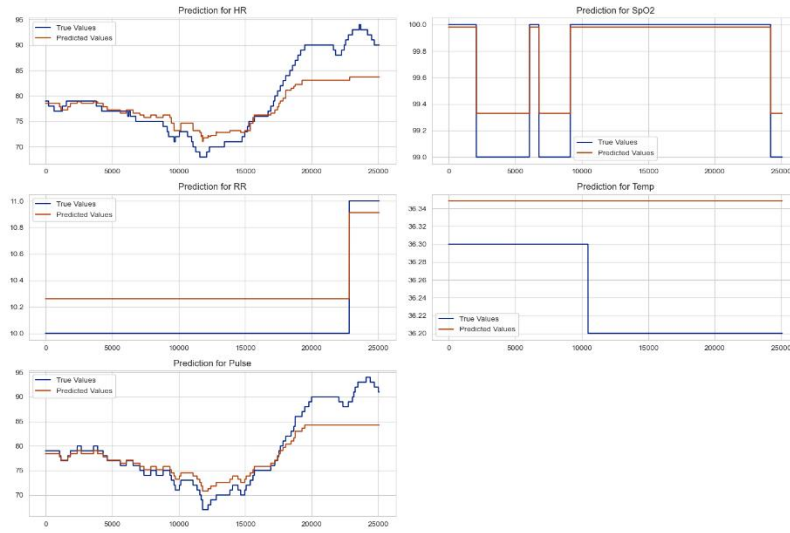 Prediction for HR
95
90
85
80
75
70
True Values
Predicted Values
0 5000 10000 15000 20000 25000
Prediction for SpO2
100.0
99.8
99.6
99.4
99.2
99.0
True Values
Predicted Values
0 5000 10000 15000 20000 25000
Prediction for RR
11.0
10.8
10.6
10.4
10.2
10.0
True Values
Predicted Values
0 5000 10000 15000 20000 25000
Prediction for Temp
36.34
36.32
36.30
36.28
36.26
36.24
36.22
36.20
True Values
Predicted Values
0 5000 10000 15000 20000 25000
Prediction for Pulse
95
90
85
80
75
70
True Values
Predicted Values
0 5000 10000 15000 20000 25000